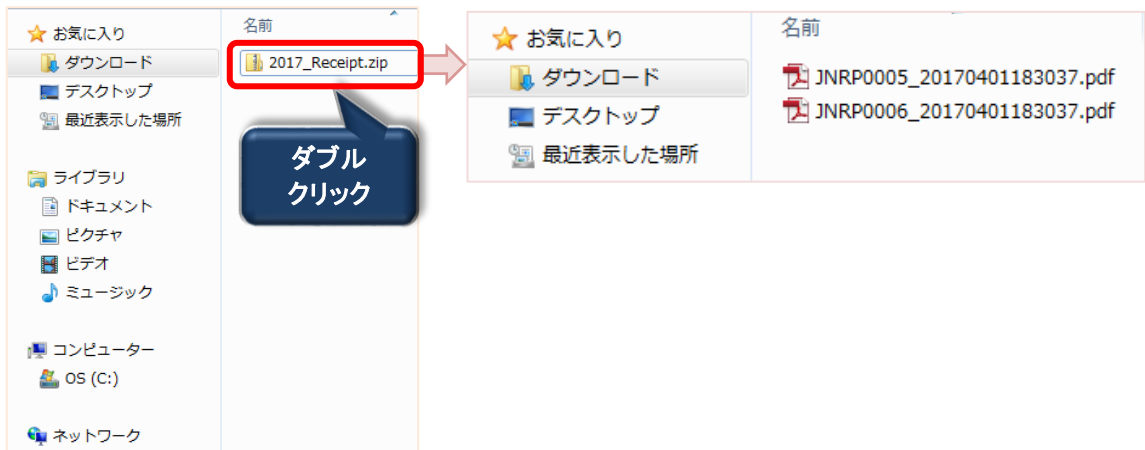 お気に入り
ダウンロード
デスクトップ
最近表示した場所
ライブラリ
ドキュメント
ピクチャ
ビデオ
ミュージック
コンピューター
OS (C:)
ネットワーク
名前
2017_Receipt.zip
ダブル
クリック
お気に入り
ダウンロード
デスクトップ
最近表示した場所
名前
JNRP0005_20170401183037.pdf
JNRP0006_20170401183037.pdf